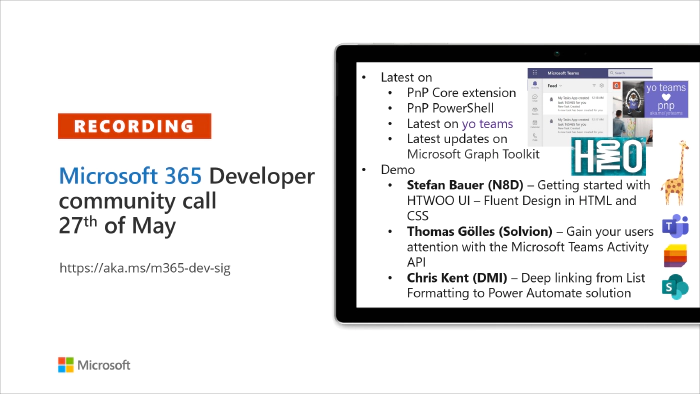 RECORDING
Microsoft 365 Developer
community call
27th of May
https://aka.ms/m365-dev-sig
Microsoft
• Latest on
• PnP Core extension
• PnP PowerShell
• Latest on yo teams
• Latest updates on
Microsoft Graph Toolkit
• Demo
• Stefan Bauer (N8D) – Getting started with
HTWOO UI – Fluent Design in HTML and
CSS
• Thomas Gölles (Solvion) – Gain your users
attention with the Microsoft Teams Activity
API
• Chris Kent (DMI) – Deep linking from List
Formatting to Power Automate solution
Microsoft Teams
Search
Feed
yo teams
pnp
HTWOO